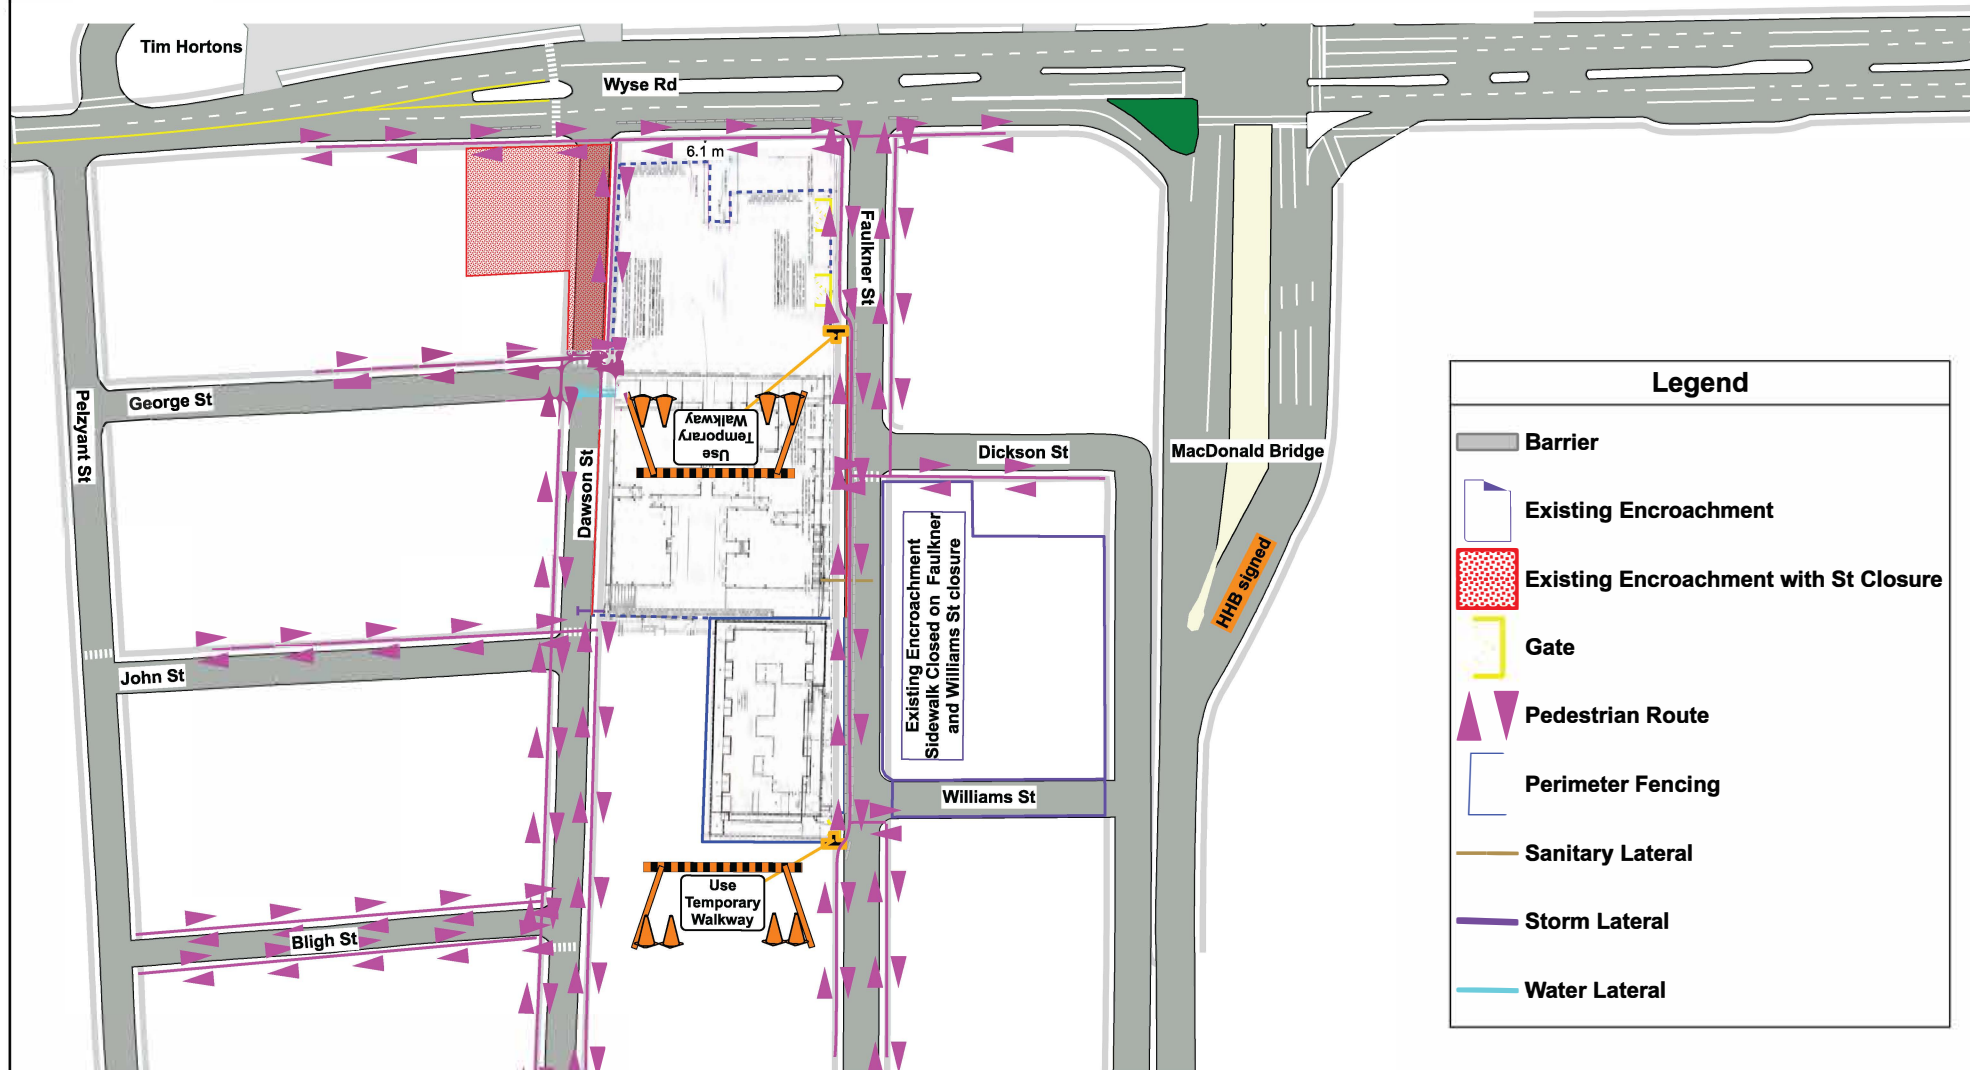 Tim Hortons
Wyse Rd
6.1 m
Faulkner St
George St
Pelzyant St
Dawson St
Use
Temporary
Walkway
Dickson St
MacDonald Bridge
HHB signed
Existing Encroachment
Sidewalk Closed on Faulkner
and Williams St closure
John St
Williams St
Use
Temporary
Walkway
Bligh St
Legend
Barrier
Existing Encroachment
Existing Encroachment with St Closure
Gate
Pedestrian Route
Perimeter Fencing
Sanitary Lateral
Storm Lateral
Water Lateral